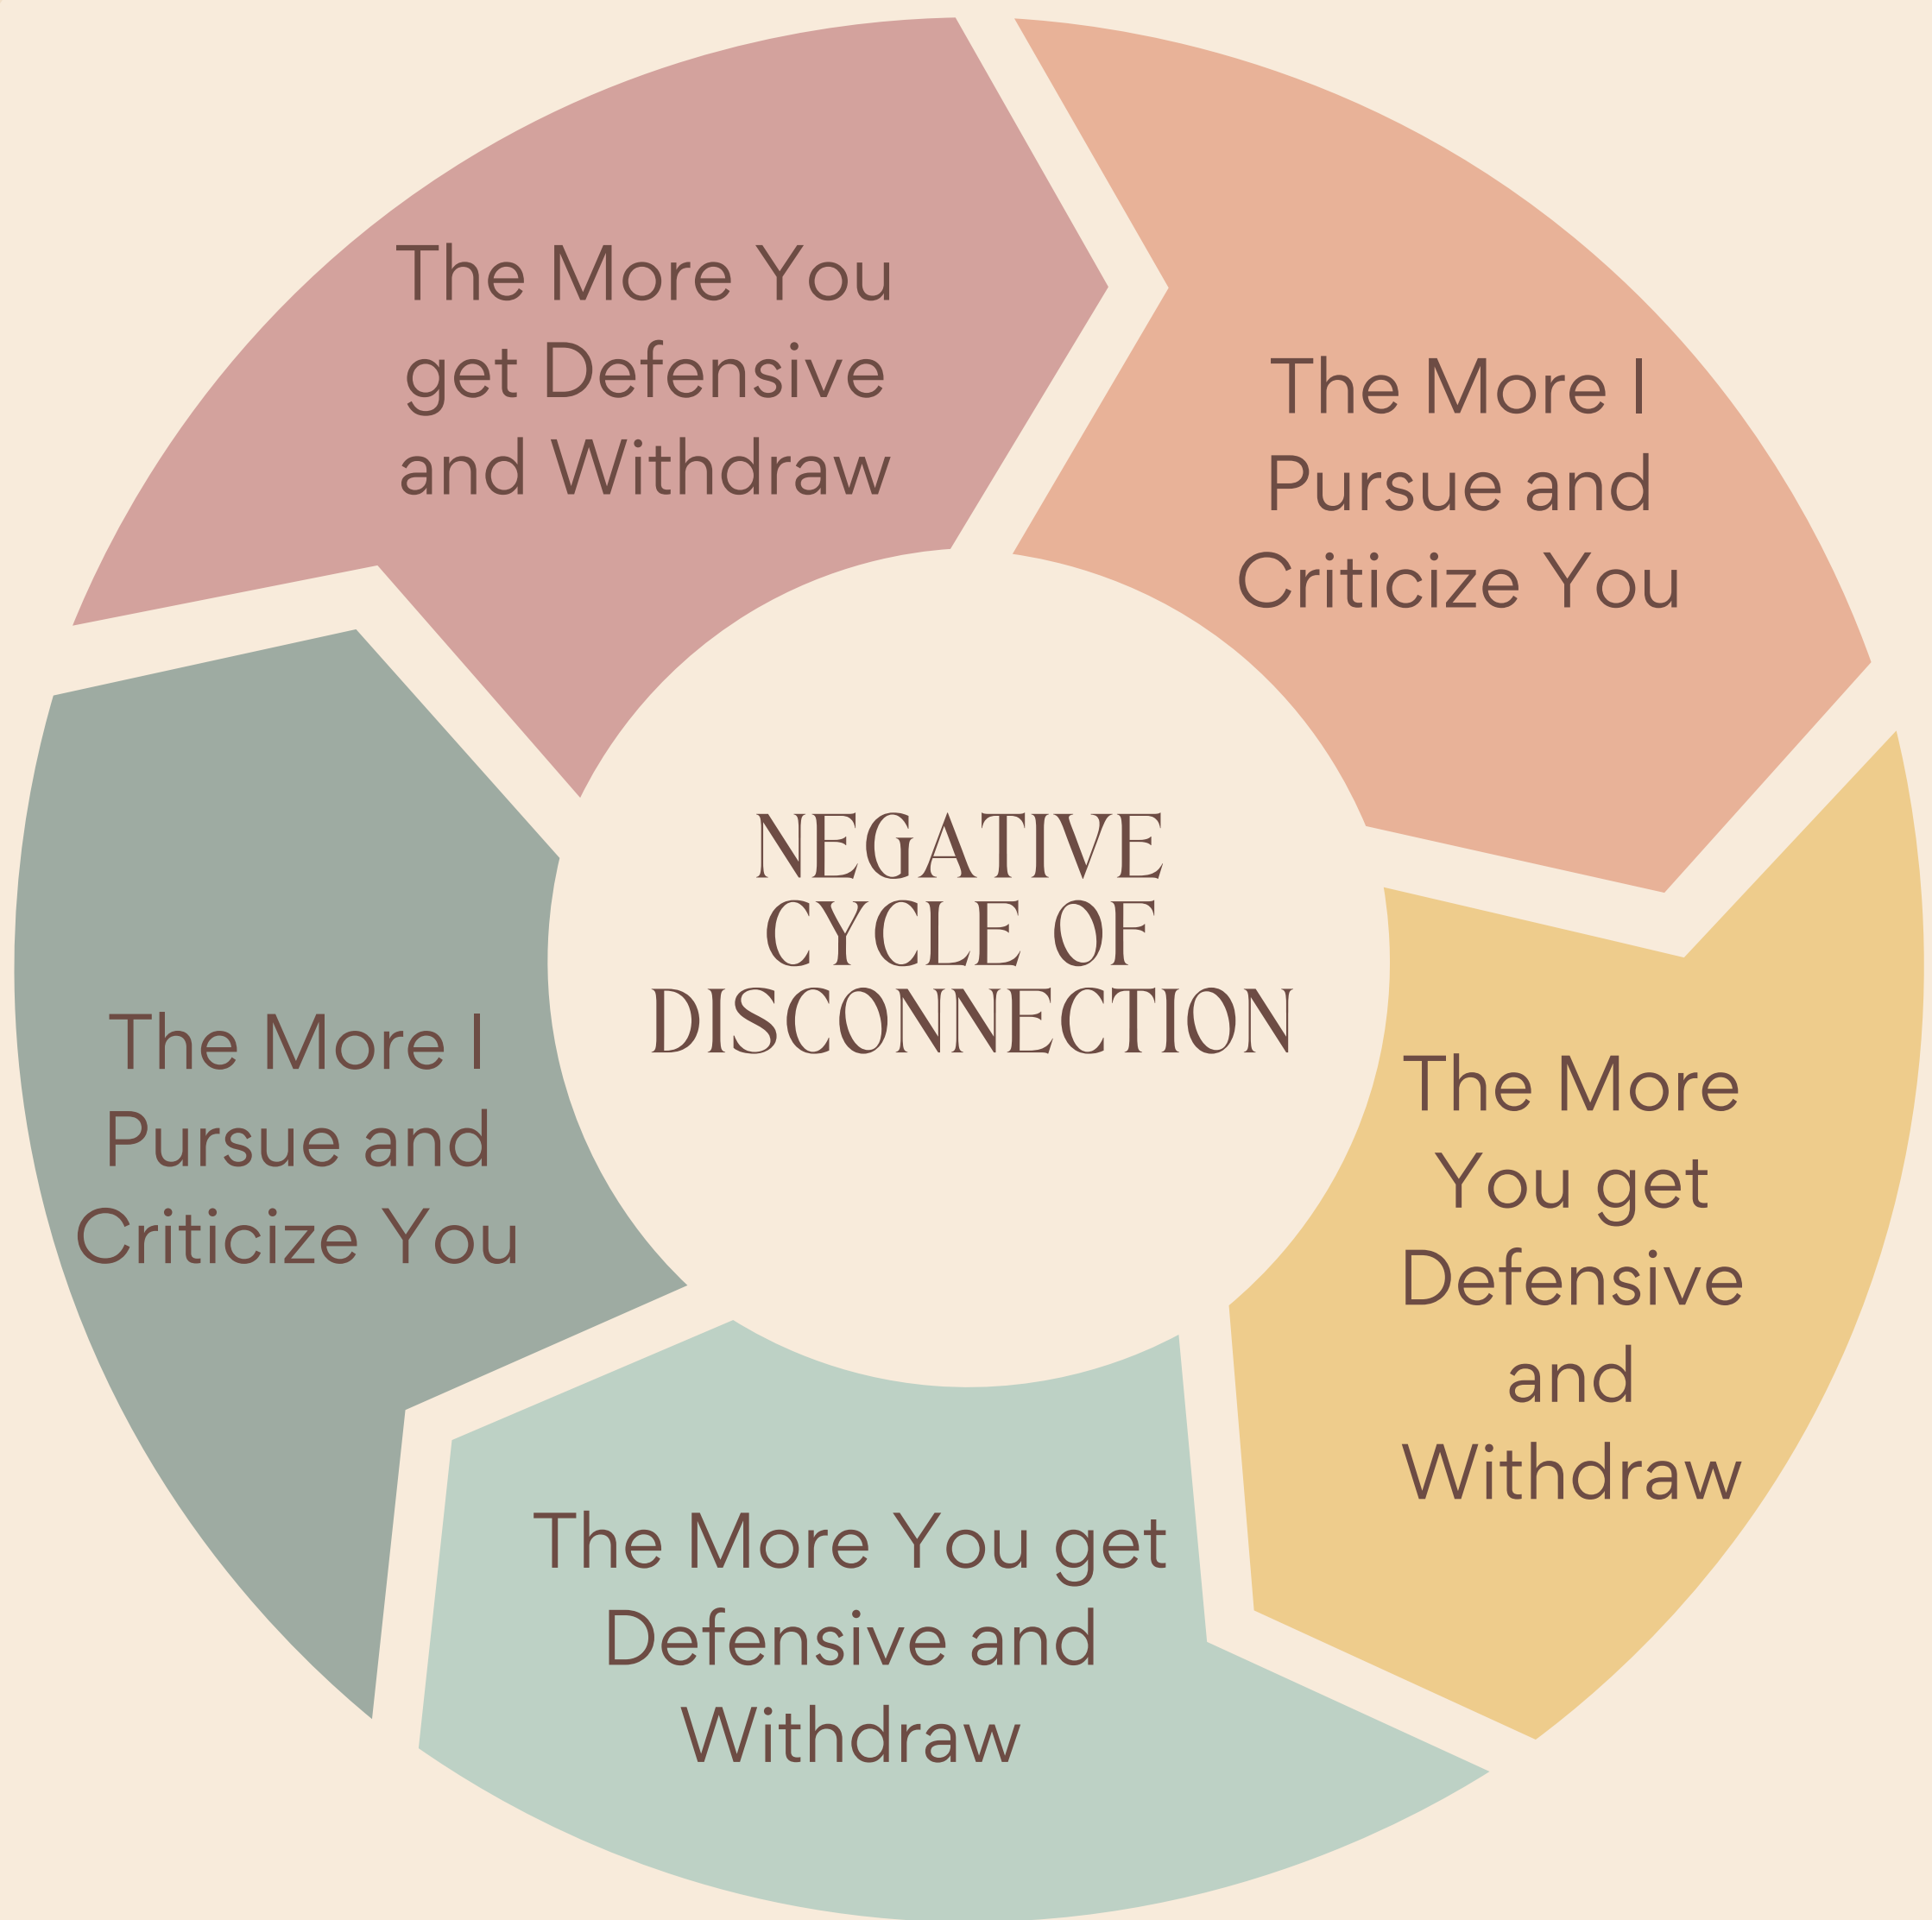 The More You
get Defensive
and Withdraw
The More I
Pursue and
Criticize You
NEGATIVE
CYCLE OF
DISCONNECTION
The More
You get
Defensive
and
Withdraw
The More I
Pursue and
Criticize You
The More You get
Defensive and
Withdraw